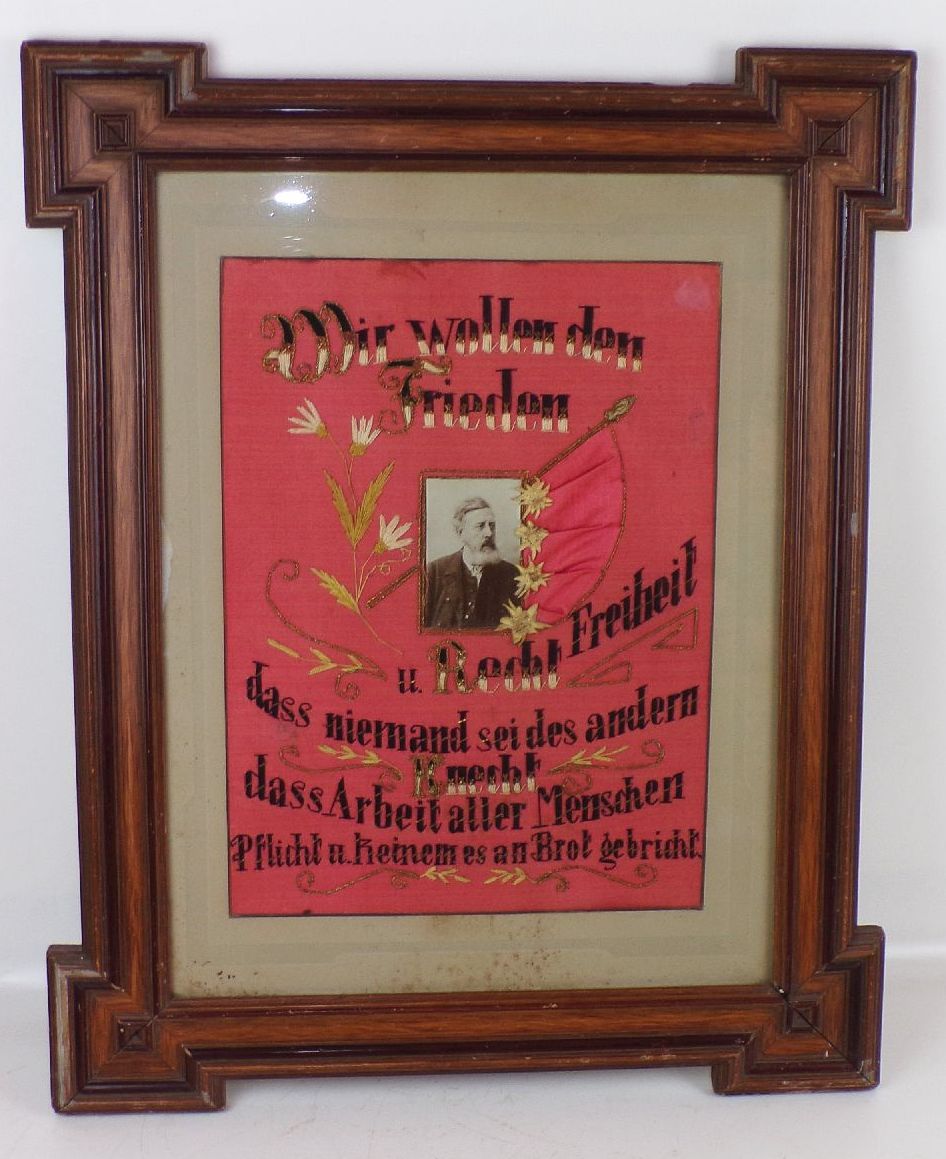 Wir wollen den
Frieden
Freiheit
u. Recht
dass niemand sei des andern
Knecht
dass Arbeit aller Menschen
Pflicht u. Keinem es an Brot gebricht.